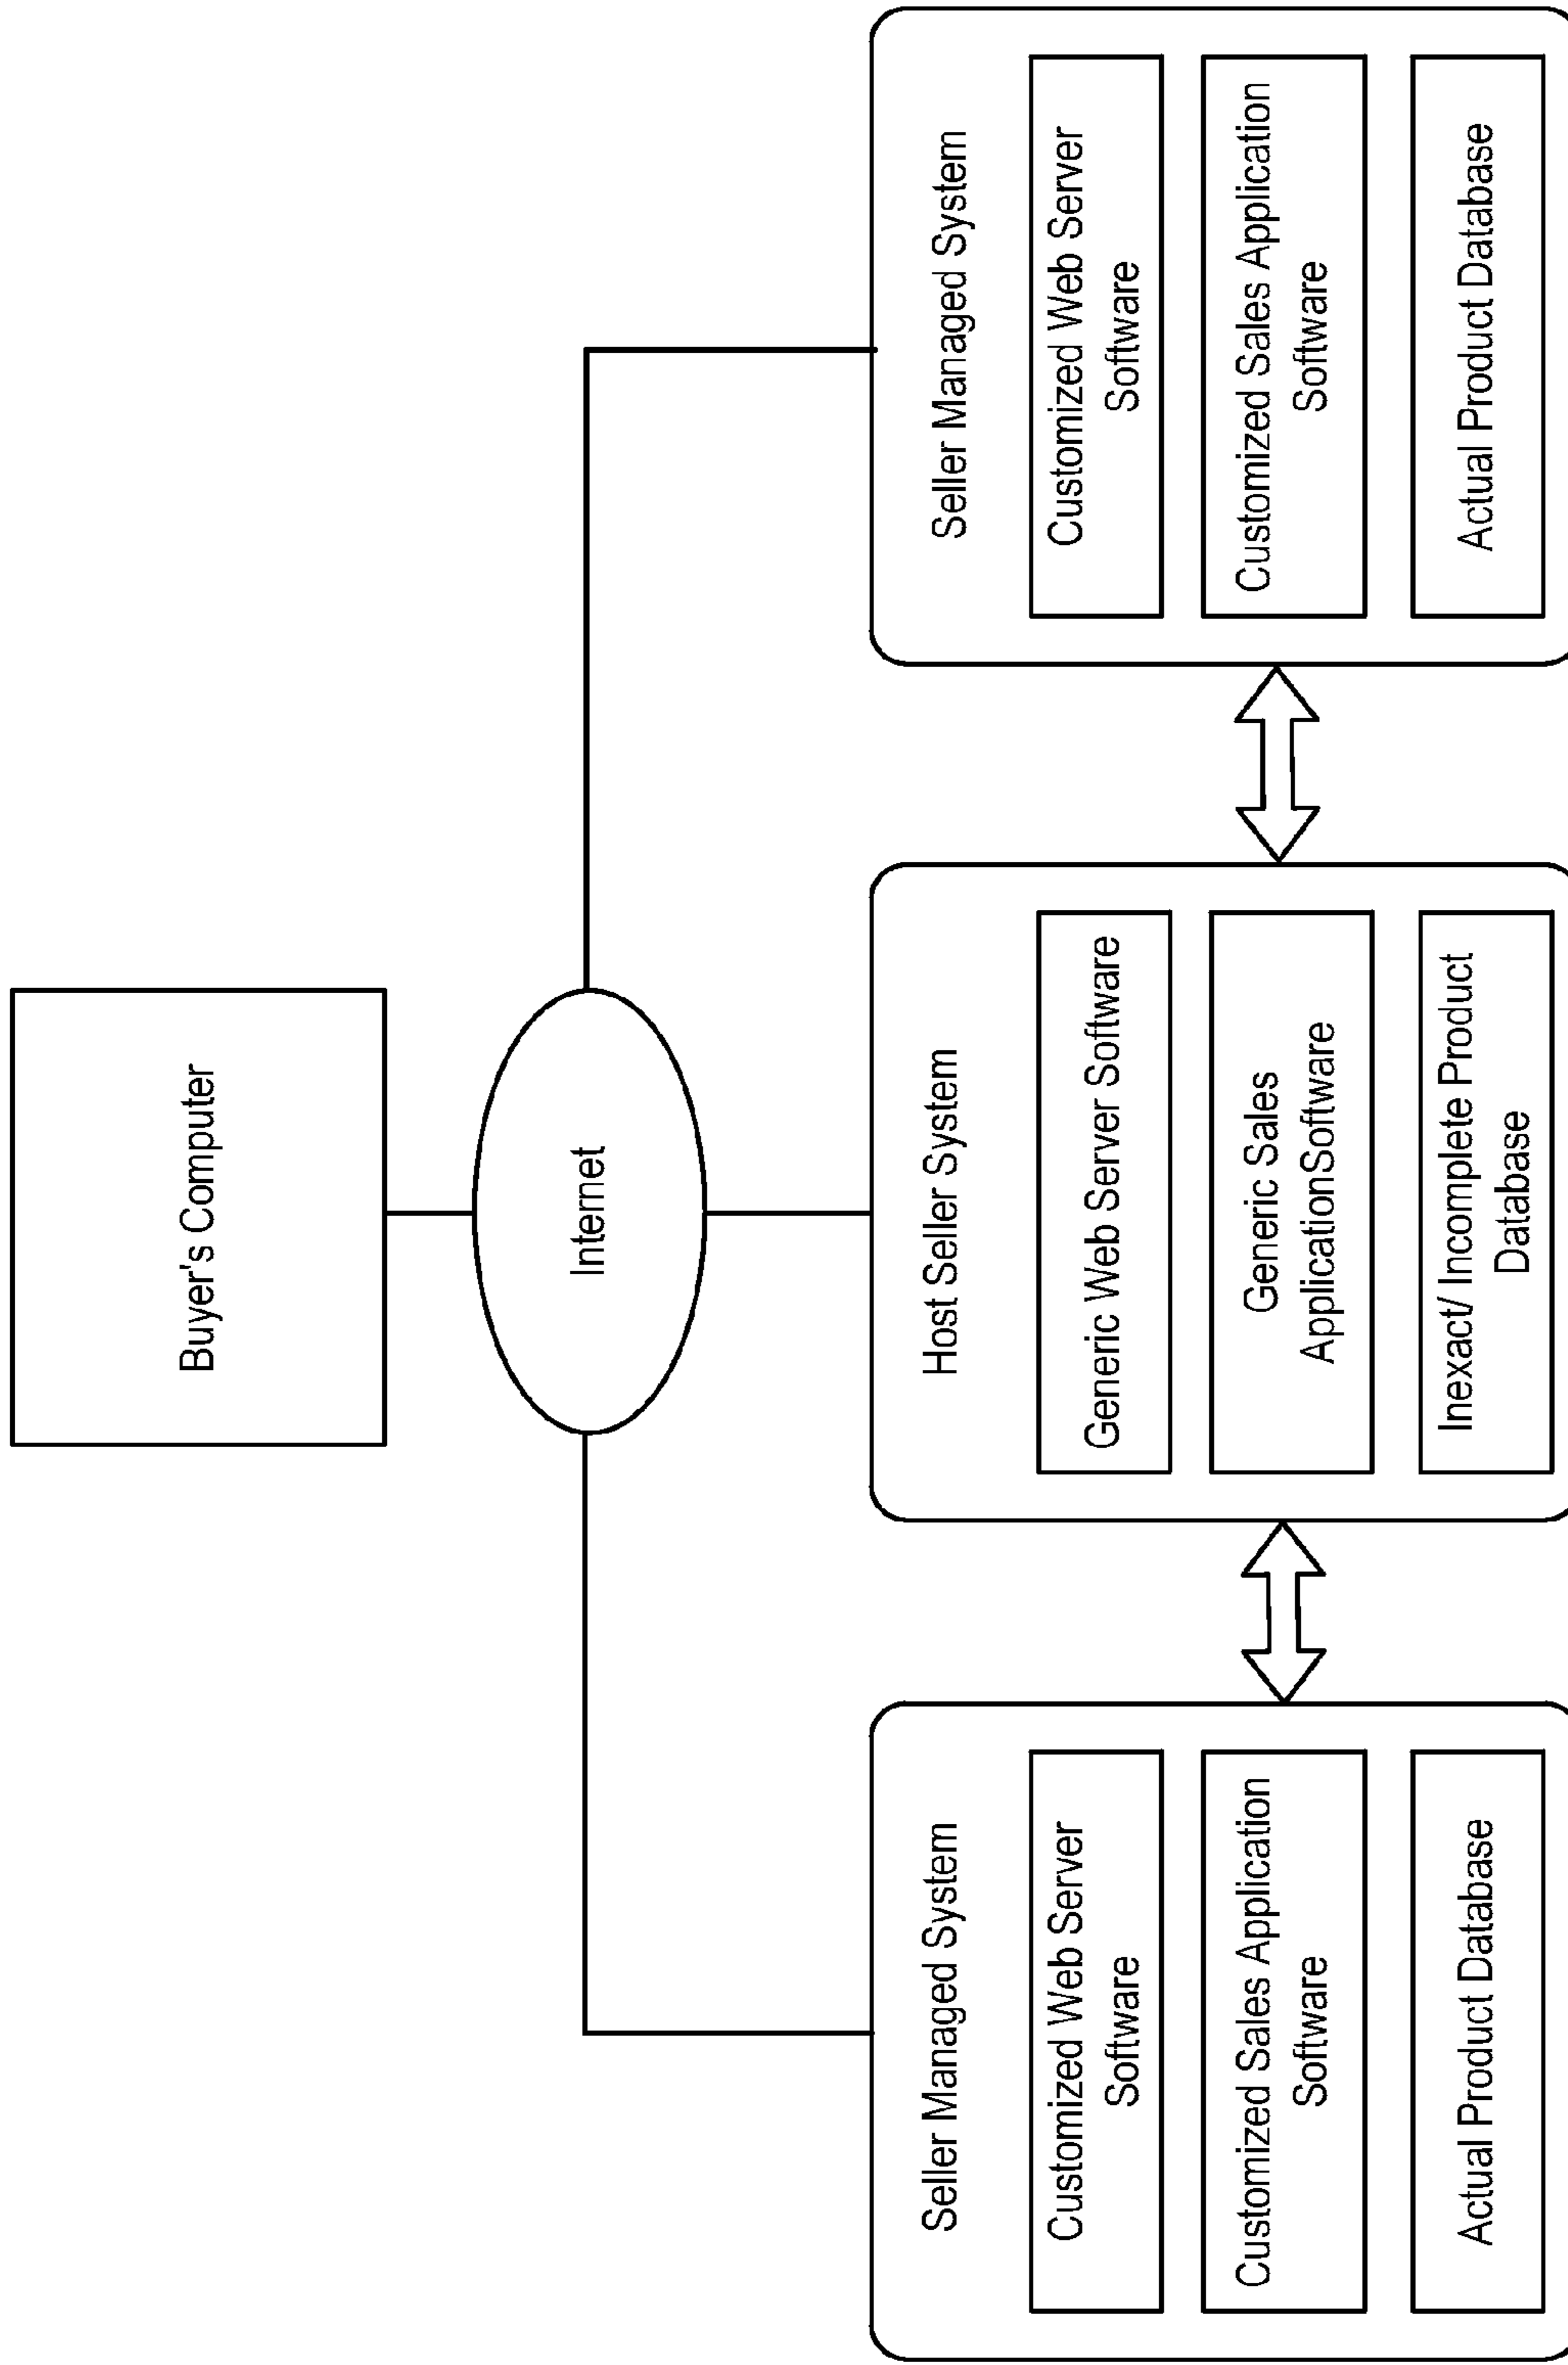 Buyer's Computer
Internet
Seller Managed System
Customized Web Server
Software
Customized Sales Application
Software
Actual Product Database
Host Seller System
Generic Web Server Software
Generic Sales
ApplicationSoftware
Inexact/ Incomplete Product
Database
Seller Managed System
Customized Web Server
Software
Customized Sales Application
Software
Actual Product Database